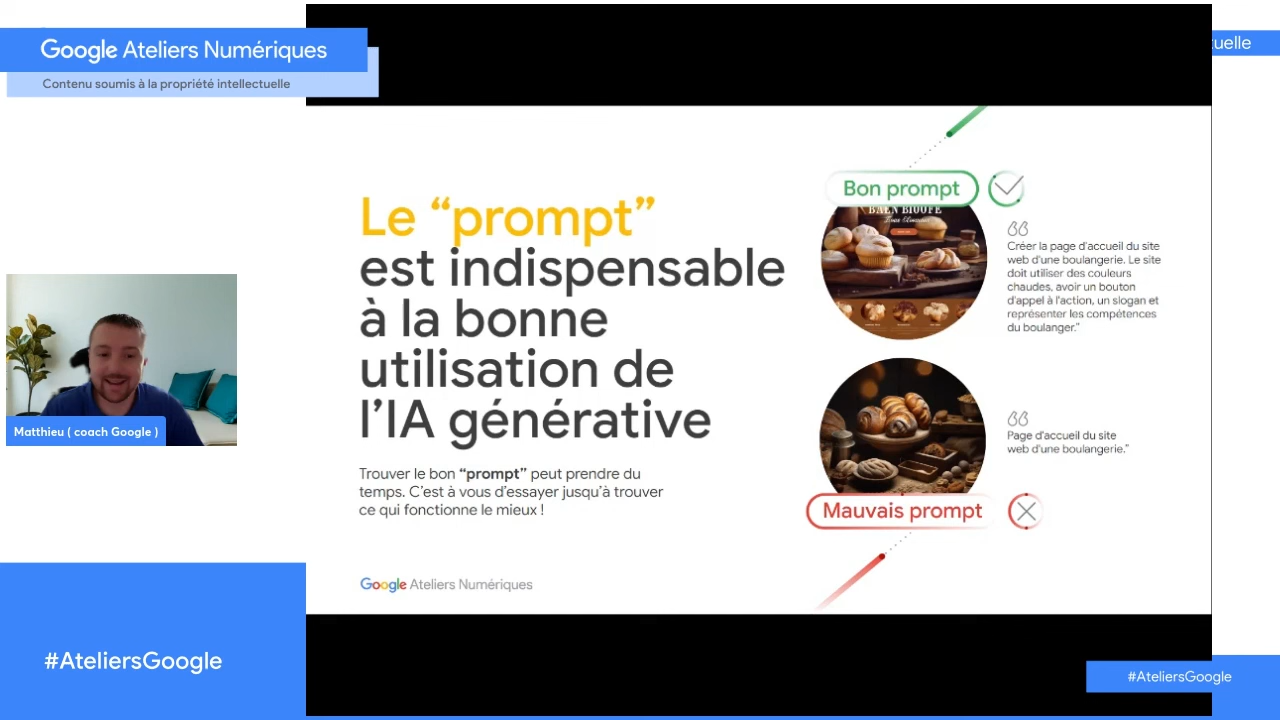 Google Ateliers Numériques
Contenu soumis à la propriété intellectuelle
tuelle
Le “prompt”
est indispensable
à la bonne
utilisation de
l’IA générative
Trouver le bon “prompt” peut prendre du
temps. C’est à vous d’essayer jusqu’à trouver
ce qui fonctionne le mieux !
Google Ateliers Numériques
Bon prompt
Créer la page d'accueil du site
web d'une boulangerie. Le site
doit utiliser des couleurs
chaudes, avoir un bouton
d'appel à l'action, un slogan et
représenter les compétences
du boulanger.”
Page d'accueil du site
web d'une boulangerie.”
Mauvais prompt
Matthieu ( coach Google )
#AteliersGoogle
#AteliersGoogle